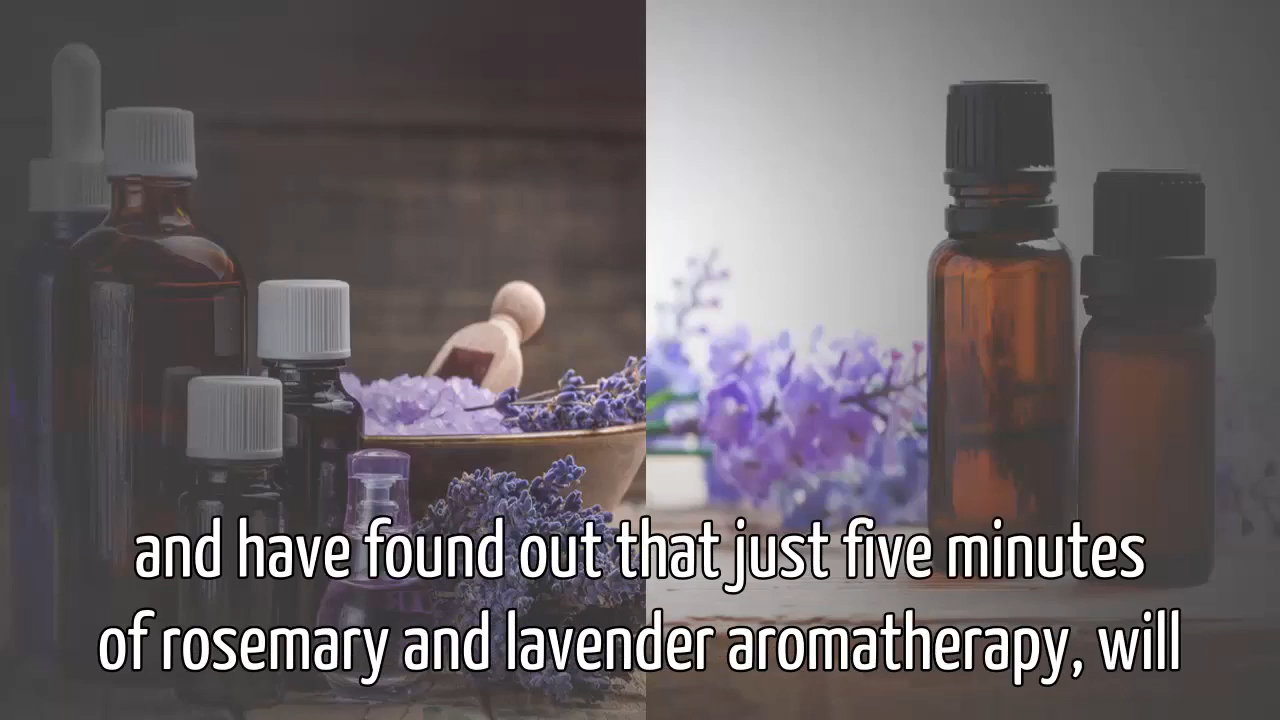 and have found out that just five minutes
of rosemary and lavender aromatherapy, will